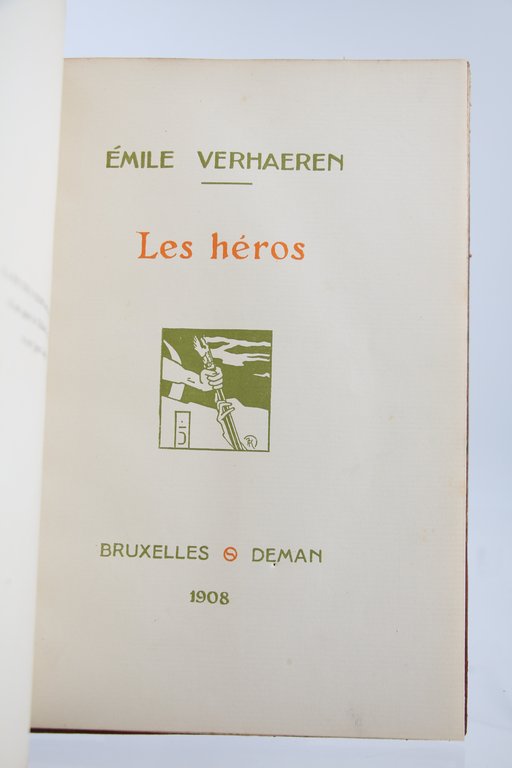 ÉMILE VERHAEREN
Les héros
BRUXELLES DEMAN
1908